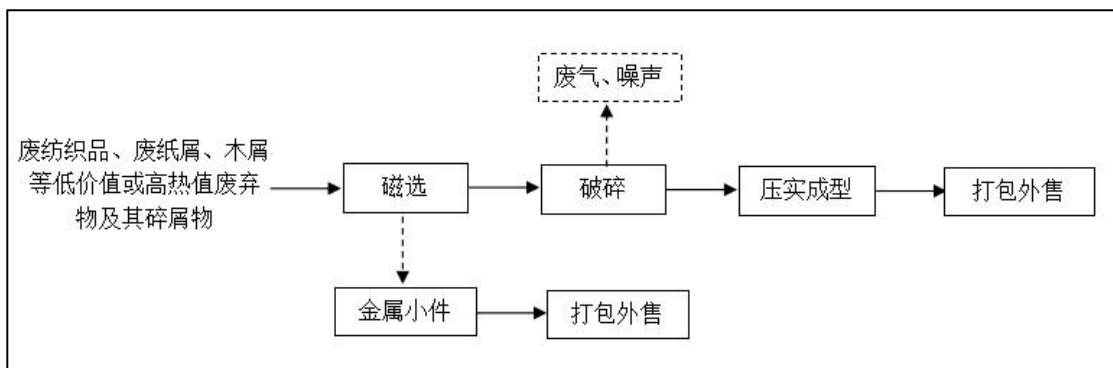 废气、噪声
废纺织品、废纸屑、木屑
等低价值或高热值废弃
物及其碎屑物
磁选
破碎
压实成型
打包外售
金属小件
打包外售